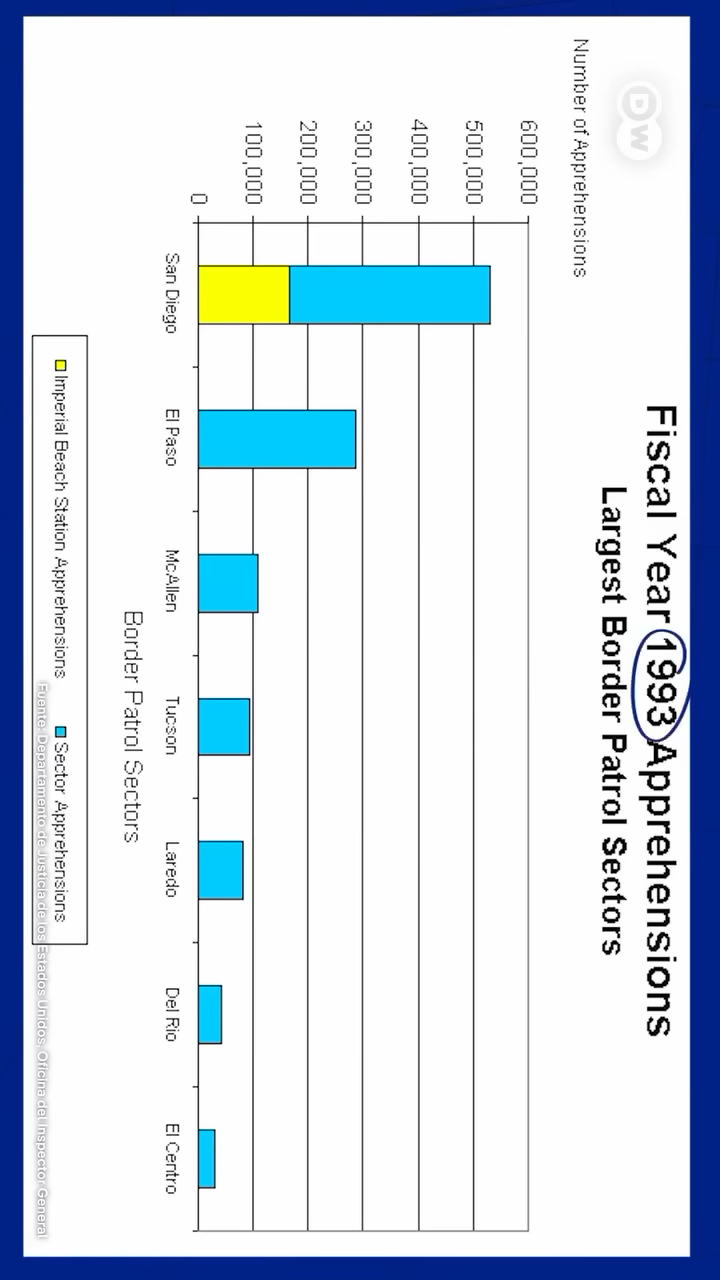 DW
Fiscal Year 1993 Apprehensions
Largest Border Patrol Sectors
Number of Apprehensions
600,000
500,000
400,000
300,000
200,000
100,000
0
San Diego
El Paso
McAllen
Tucson
Laredo
Del Rio
El Centro
Border Patrol Sectors
Imperial Beach Station Apprehensions
Sector Apprehensions
Fuente: Departamento de Justicia de los Estados Unidos, Oficina del Inspector General